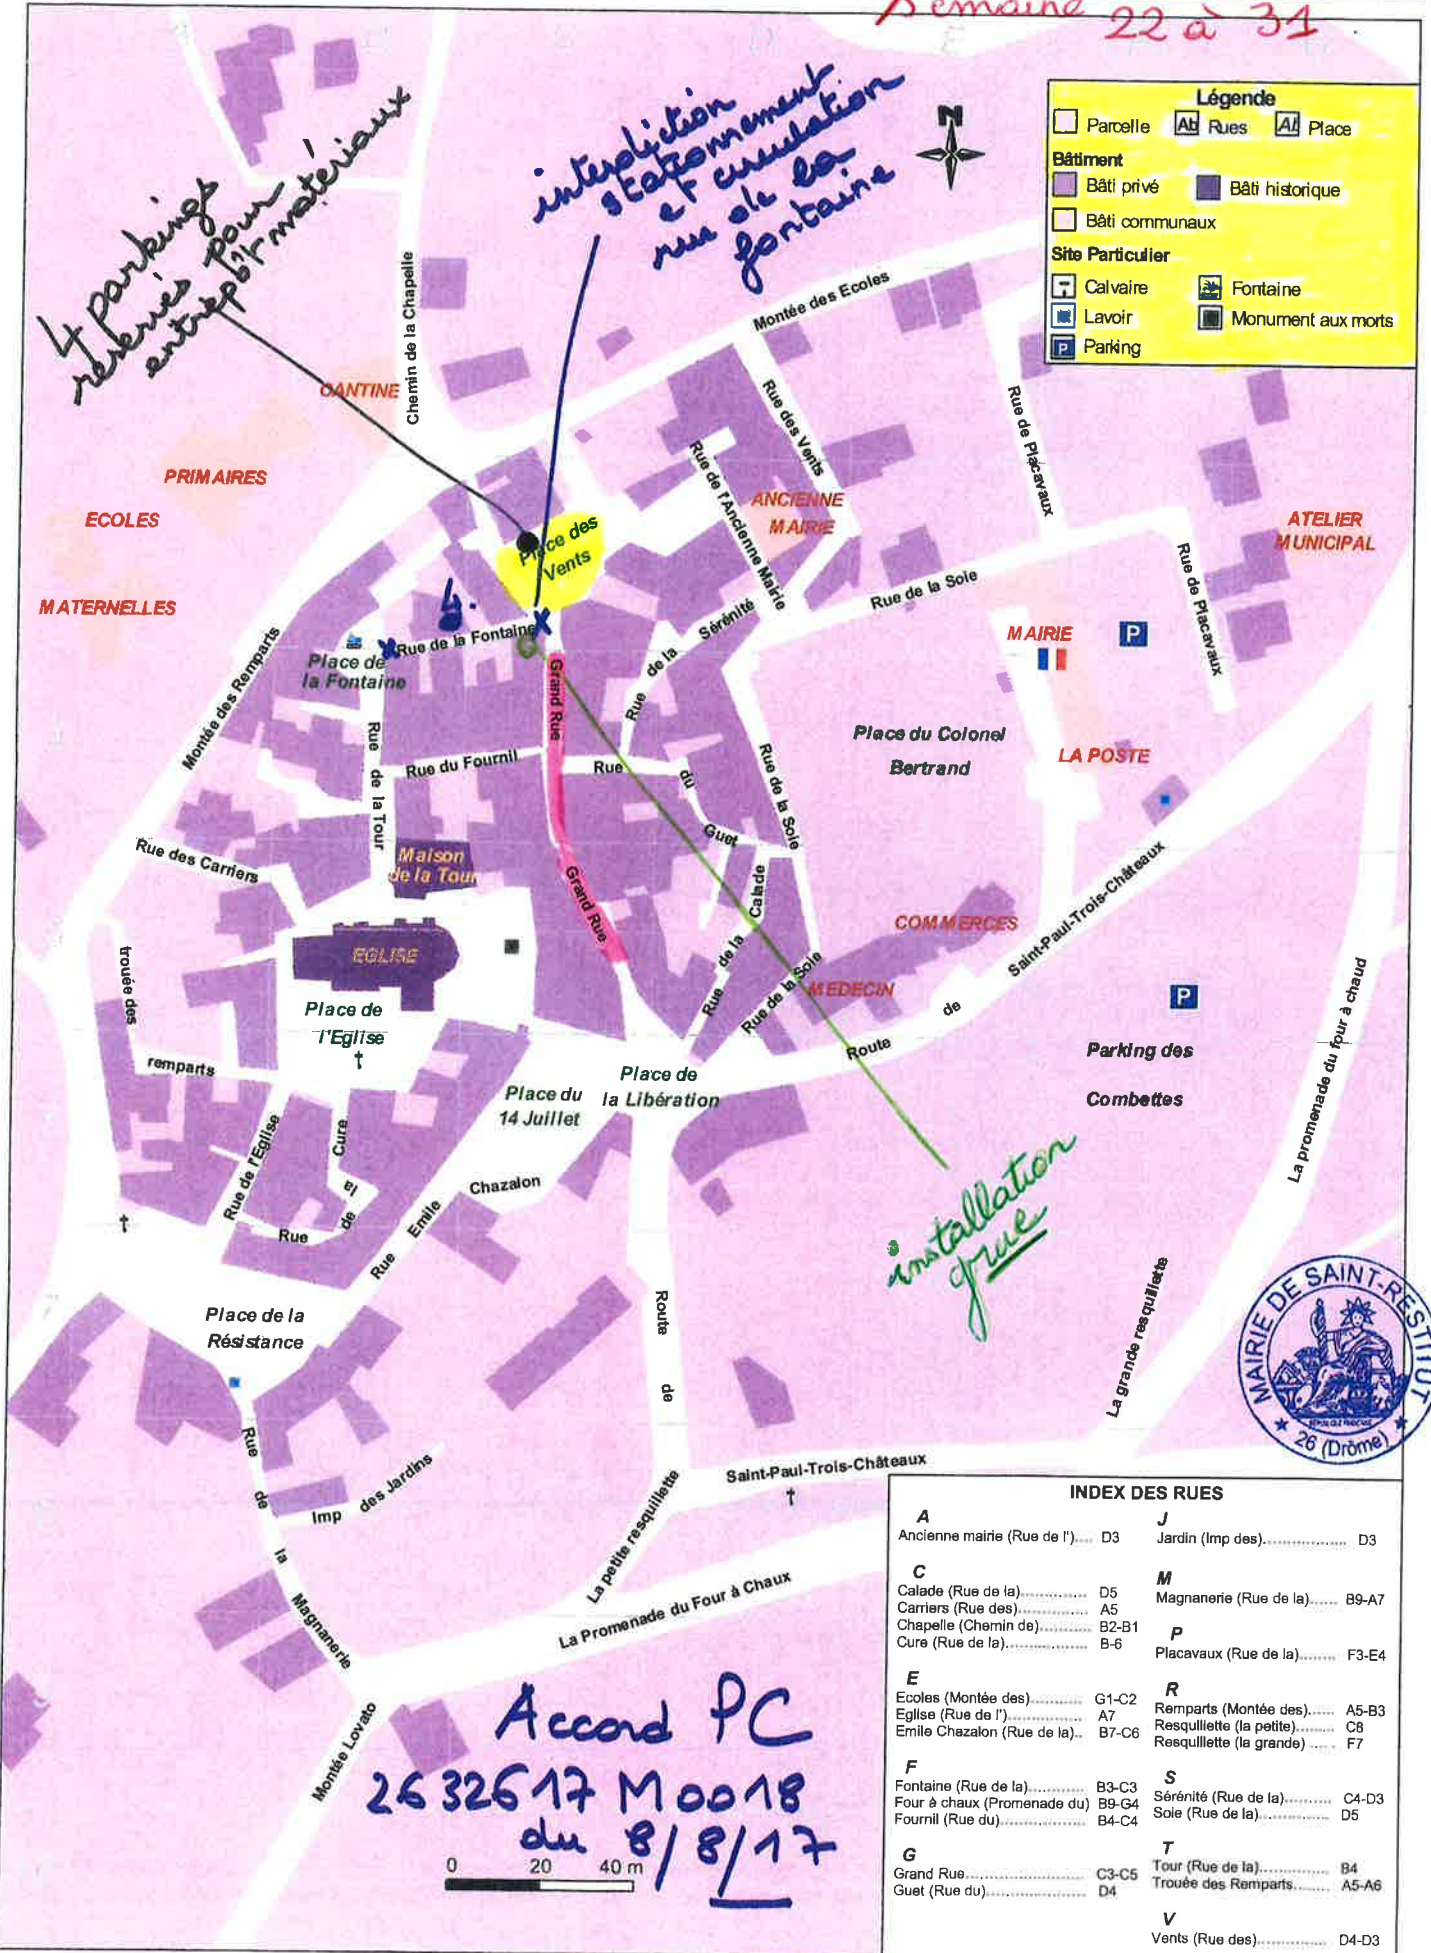 Semaine 22 à 31.
Légende
Parcelle
Ab Rues
Ab Place
Bâtiment
Bâti privé
Bâti historique
Bâti communaux
Site Particulier
Calvaire
Fontaine
Lavoir
Monument aux morts
P Parking
N
4 parkings
réservés pour
entrepôt matériaux
interdiction
stationnement
et circulation
rue de la
fontaine
Chemin de la Chapelle
Montée des Ecoles
CANTINE
PRIMAIRES
ECOLES
MATERNELLES
Rue des Vents
Rue de l'Ancienne Mairie
ANCIENNE
MAIRIE
Rue de Placavaux
Rue de Placavaux
ATELIER
MUNICIPAL
Place des
Vents
4.
X
X
Rue de la Fontaine
Place de
la Fontaine
Montée des Remparts
Rue de la Sérénité
Rue de la Soie
MAIRIE
P
Grand Rue
Place du Colonel
Bertrand
LA POSTE
Rue du Fournil
Rue de la Tour
Rue du Guet
Rue de la Soie
Rue des Carriers
Maison
de la Tour
Grand Rue
Rue de la Calade
COMMERCES
Route de Saint-Paul-Trois-Châteaux
EGLISE
MEDECIN
Rue de la Soie
P
Parking des
Combettes
La promenade du four à chaud
trouée des remparts
Place de
l'Eglise
Place du
14 Juillet
Place de
la Libération
Rue de l'Eglise
Rue de la Cure
Rue Emile Chazalon
installation
grue
La grande resquillette
MAIRIE DE SAINT-RESTITUT
RÉPUBLIQUE FRANÇAISE
26 (Drôme)
Place de la
Résistance
Route de
Saint-Paul-Trois-Châteaux
Imp des Jardins
Rue de la Magnanerie
La petite resquillette
La Promenade du Four à Chaux
Montée Lovato
Accord PC
2632617 M0018
du 8/8/17
0 20 40 m
INDEX DES RUES
A
Ancienne mairie (Rue de l').... D3
C
Calade (Rue de la).............. D5
Carriers (Rue des).............. A5
Chapelle (Chemin de).......... B2-B1
Cure (Rue de la)................ B-6
E
Ecoles (Montée des)............ G1-C2
Eglise (Rue de l')............... A7
Emile Chazalon (Rue de la).. B7-C6
F
Fontaine (Rue de la)............ B3-C3
Four à chaux (Promenade du) B9-G4
Fournil (Rue du)................. B4-C4
G
Grand Rue....................... C3-C5
Guet (Rue du)................... D4
J
Jardin (Imp des)................. D3
M
Magnanerie (Rue de la)...... B9-A7
P
Placavaux (Rue de la)........ F3-E4
R
Remparts (Montée des)..... A5-B3
Resquillette (la petite)........ C8
Resquillette (la grande) ..... F7
S
Sérénité (Rue de la).......... C4-D3
Soie (Rue de la)................ D5
T
Tour (Rue de la)................ B4
Trouée des Remparts....... A5-A6
V
Vents (Rue des)................ D4-D3